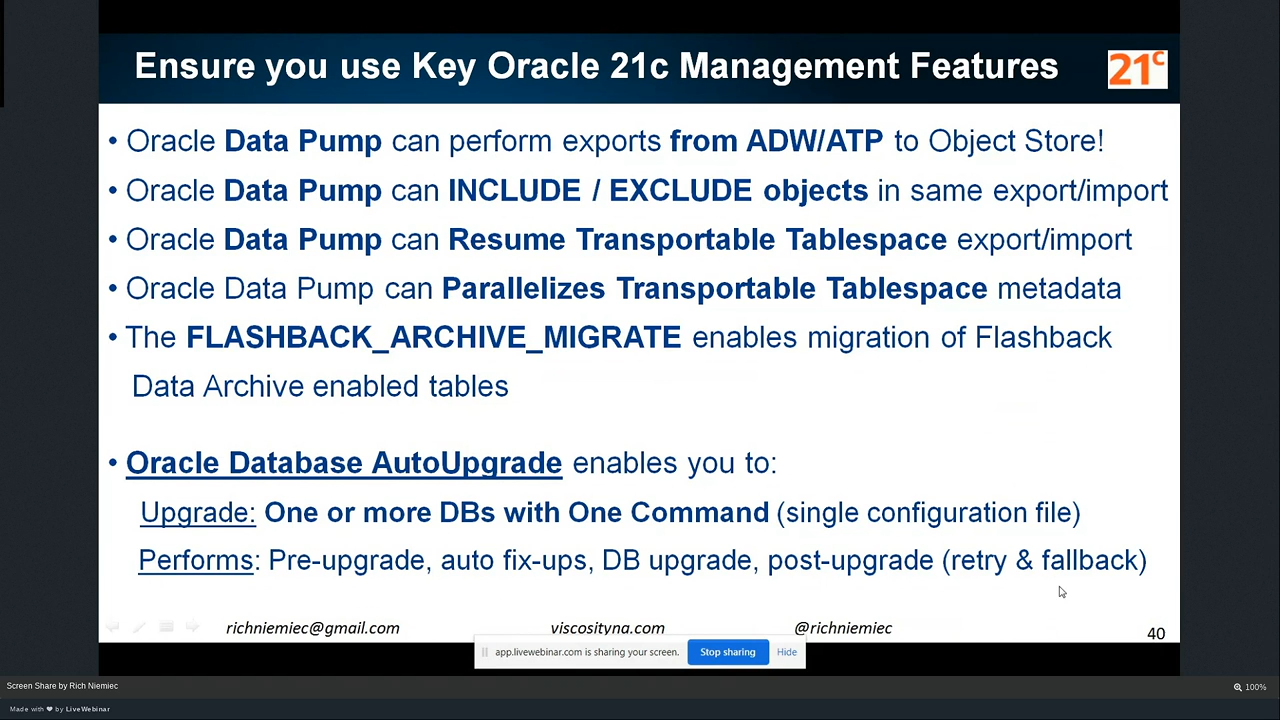 Ensure you use Key Oracle 21c Management Features
21c
• Oracle Data Pump can perform exports from ADW/ATP to Object Store!
• Oracle Data Pump can INCLUDE / EXCLUDE objects in same export/import
• Oracle Data Pump can Resume Transportable Tablespace export/import
• Oracle Data Pump can Parallelizes Transportable Tablespace metadata
• The FLASHBACK_ARCHIVE_MIGRATE enables migration of Flashback
Data Archive enabled tables
• Oracle Database AutoUpgrade enables you to:
Upgrade: One or more DBs with One Command (single configuration file)
Performs: Pre-upgrade, auto fix-ups, DB upgrade, post-upgrade (retry & fallback)
richniemiec@gmail.com viscosityna.com @richniemiec 40
app.livewebinar.com is sharing your screen. Stop sharing Hide
Screen Share by Rich Niemiec 100%
Made with ❤ by LiveWebinar